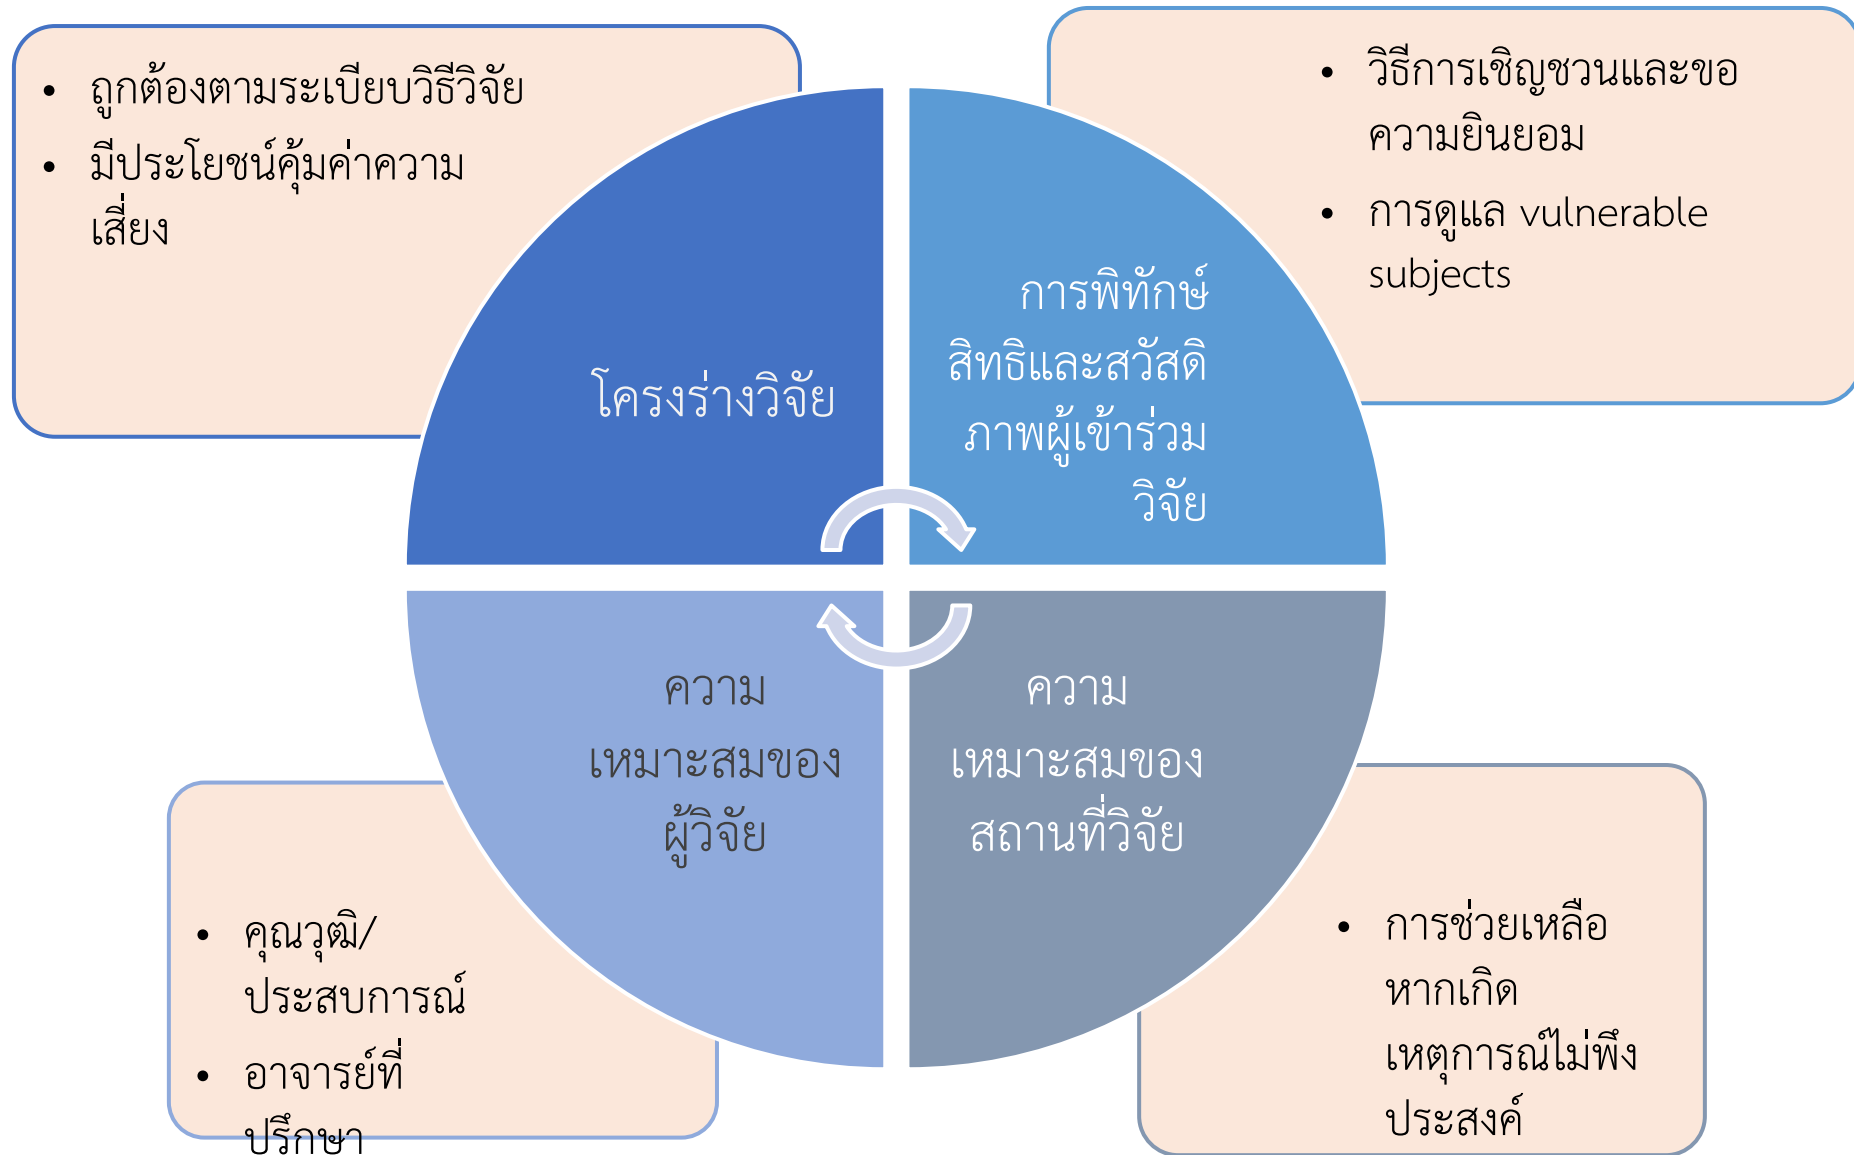 • ถูกต้องตามระเบียบวิธีวิจัย
• มีประโยชน์คุ้มค่าความ
เสี่ยง
• วิธีการเชิญชวนและขอ
ความยินยอม
• การดูแล vulnerable
subjects
โครงร่างวิจัย
การพิทักษ์
สิทธิและสวัสดิ
ภาพผู้เข้าร่วม
วิจัย
ความ
เหมาะสมของ
ผู้วิจัย
ความ
เหมาะสมของ
สถานที่วิจัย
• คุณวุฒิ/
ประสบการณ์
• อาจารย์ที่
ปรึกษา
• การช่วยเหลือ
หากเกิด
เหตุการณ์ไม่พึง
ประสงค์